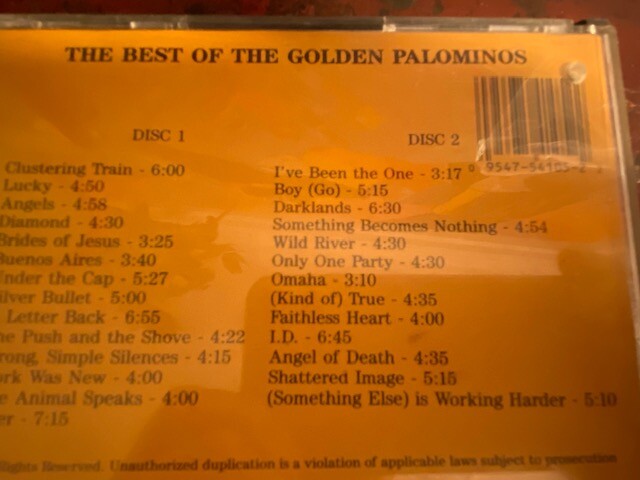 THE BEST OF THE GOLDEN PALOMINOS
DISC 1
Clustering Train - 6:00
Lucky - 4:50
Angels - 4:58
Diamond - 4:30
Brides of Jesus - 3:25
Buenos Aires - 3:40
Under the Cap - 5:27
ilver Bullet - 5:00
Letter Back - 6:55
he Push and the Shove - 4:22
rong, Simple Silences - 4:15
ork Was New - 4:00
e Animal Speaks - 4:00
er - 7:15
DISC 2
I've Been the One - 3:17
Boy (Go) - 5:15
Darklands - 6:30
Something Becomes Nothing - 4:54
Wild River - 4:30
Only One Party - 4:30
Omaha - 3:10
(Kind of) True - 4:35
Faithless Heart - 4:00
I.D. - 6:45
Angel of Death - 4:35
Shattered Image - 5:15
(Something Else) is Working Harder - 5:10
Rights Reserved. Unauthorized duplication is a violation of applicable laws subject to prosecution